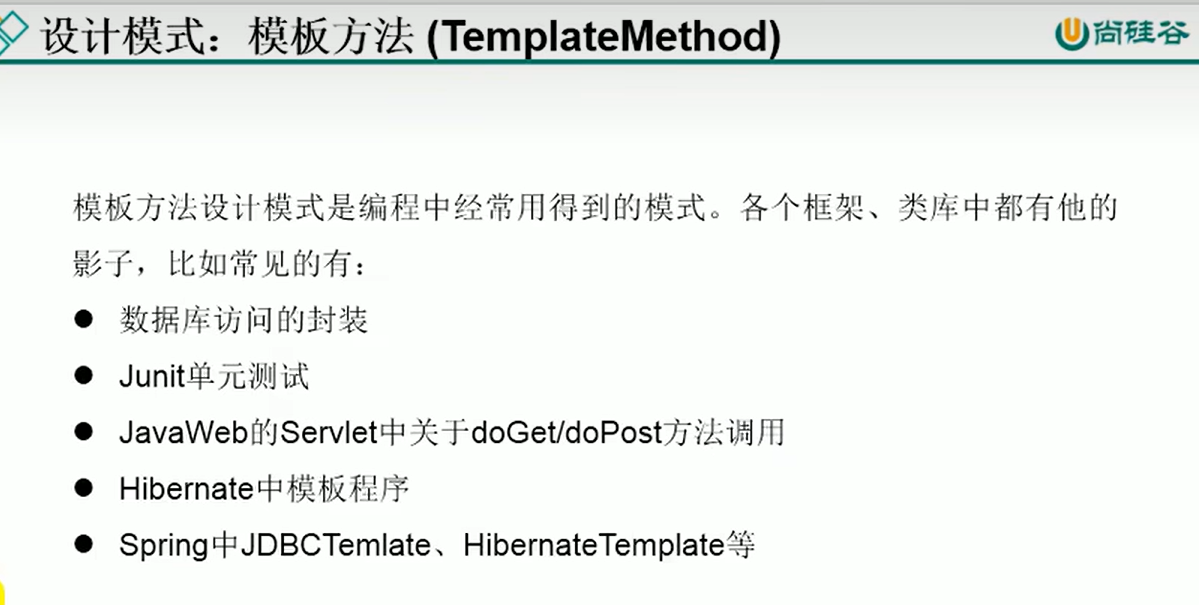 设计模式：模板方法 (TemplateMethod)
尚硅谷
模板方法设计模式是编程中经常用得到的模式。各个框架、类库中都有他的
影子，比如常见的有：
● 数据库访问的封装
● Junit单元测试
● JavaWeb的Servlet中关于doGet/doPost方法调用
● Hibernate中模板程序
● Spring中JDBCTemlate、HibernateTemplate等